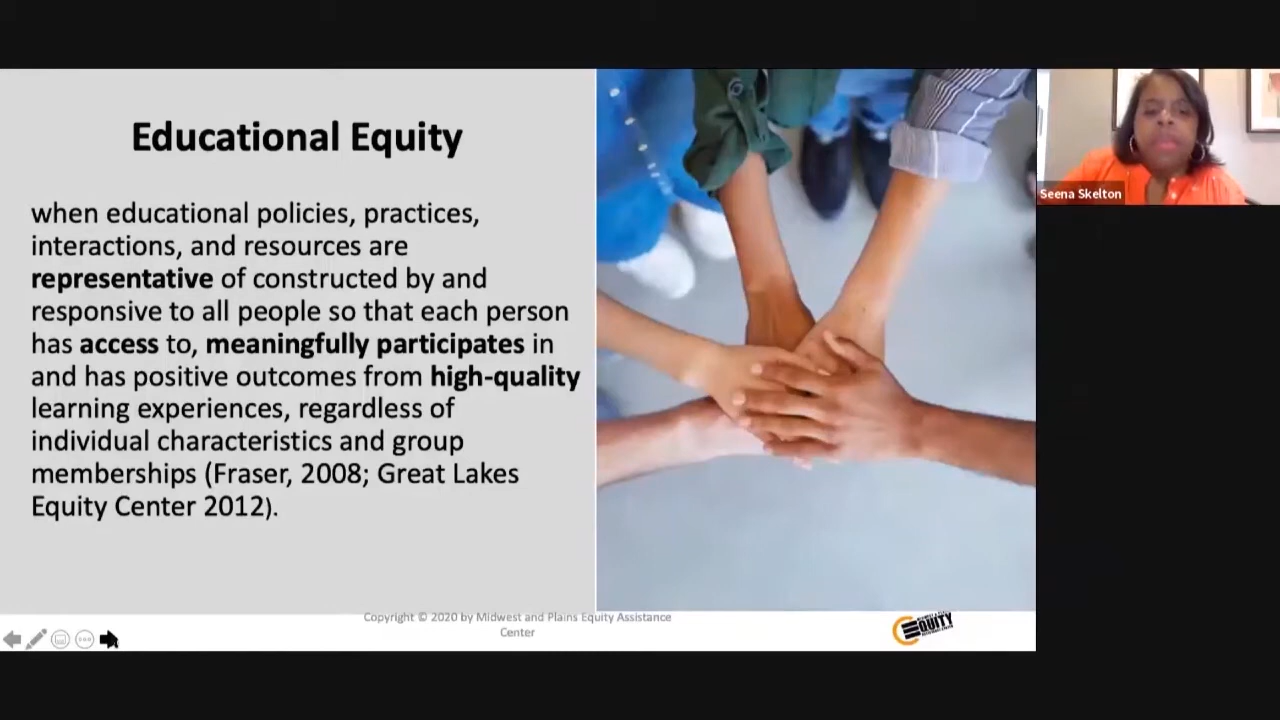 Educational Equity
when educational policies, practices,
interactions, and resources are
representative of constructed by and
responsive to all people so that each person
has access to, meaningfully participates in
and has positive outcomes from high-quality
learning experiences, regardless of
individual characteristics and group
memberships (Fraser, 2008; Great Lakes
Equity Center 2012).
Seena Skelton
Copyright © 2020 by Midwest and Plains Equity Assistance
Center
EQUITY